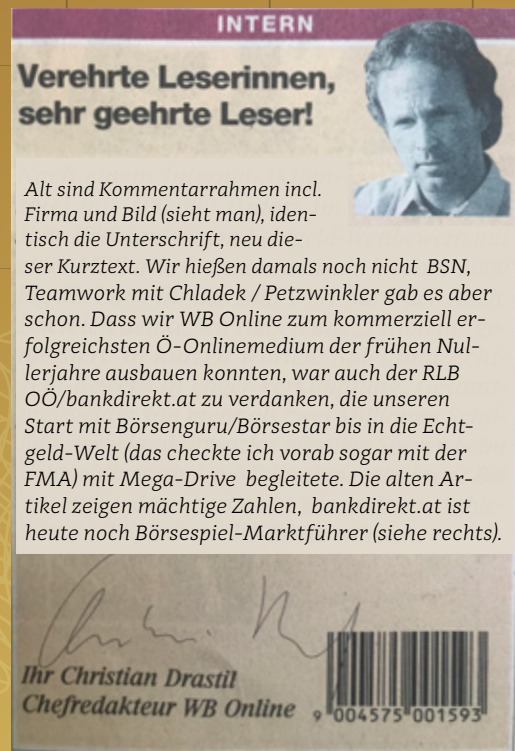 INTERN
Verehrte Leserinnen,
sehr geehrte Leser!
Alt sind Kommentarrahmen incl.
Firma und Bild (sieht man), iden-
tisch die Unterschrift, neu die-
ser Kurztext. Wir hießen damals noch nicht BSN,
Teamwork mit Chladek / Petzwinkler gab es aber
schon. Dass wir WB Online zum kommerziell er-
folgreichsten Ö-Onlinemedium der frühen Nul-
lerjahre ausbauen konnten, war auch der RLB
OÖ/bankdirekt.at zu verdanken, die unseren
Start mit Börsenguru/Börsestar bis in die Echt-
geld-Welt (das checkte ich vorab sogar mit der
FMA) mit Mega-Drive begleitete. Die alten Ar-
tikel zeigen mächtige Zahlen, bankdirekt.at ist
heute noch Börsespiel-Marktführer (siehe rechts).
Ihr Christian Drastil
Chefredakteur WB Online
9 004575 001593